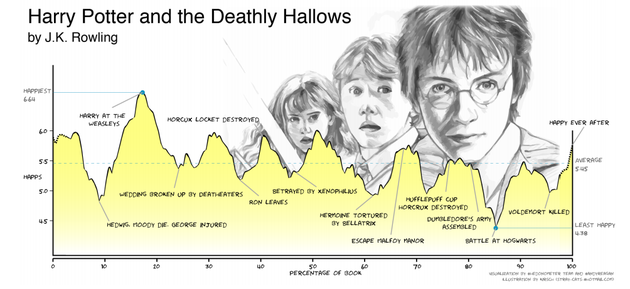 Harry Potter and the Deathly Hallows
by J.K. Rowling
HAPPIEST
6.64
HARRY AT THE
WEASLEYS
HORCUX LOCKET DESTROYED
HAPPY EVER AFTER
6.0
5.5
HAPPS
5.0
4.5
AVERAGE
5.45
WEDDING BROKEN UP BY DEATHEATERS
BETRAYED BY XENOPHILIUS
RON LEAVES
HUFFLEPUFF CUP
HORCRUX DESTROYED
HERMOINE TORTURED
BY BELLATRIX
VOLDEMORT KILLED
HEDWIG, MOODY DIE. GEORGE INJURED
DUMBLEDORE'S ARMY
ASSEMBLED
LEAST HAPPY
4.38
ESCAPE MALFOY MANOR
BATTLE AT HOGWARTS
0 10 20 30 40 50 60 70 80 90 100
PERCENTAGE OF BOOK